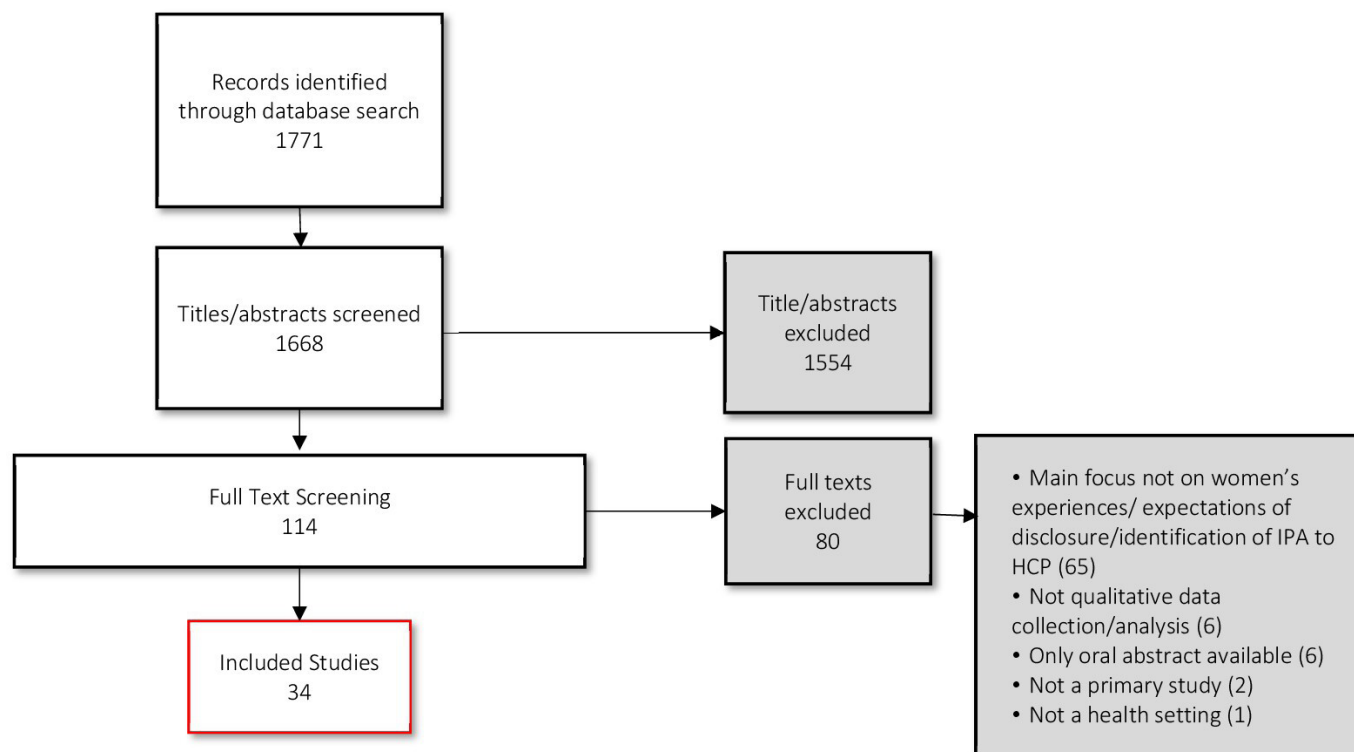 Records identified
through database search
1771
Titles/abstracts screened
1668
Title/abstracts
excluded
1554
Full Text Screening
114
Full texts
excluded
80
• Main focus not on women’s
experiences/ expectations of
disclosure/identification of IPA to
HCP (65)
• Not qualitative data
collection/analysis (6)
• Only oral abstract available (6)
• Not a primary study (2)
• Not a health setting (1)
Included Studies
34